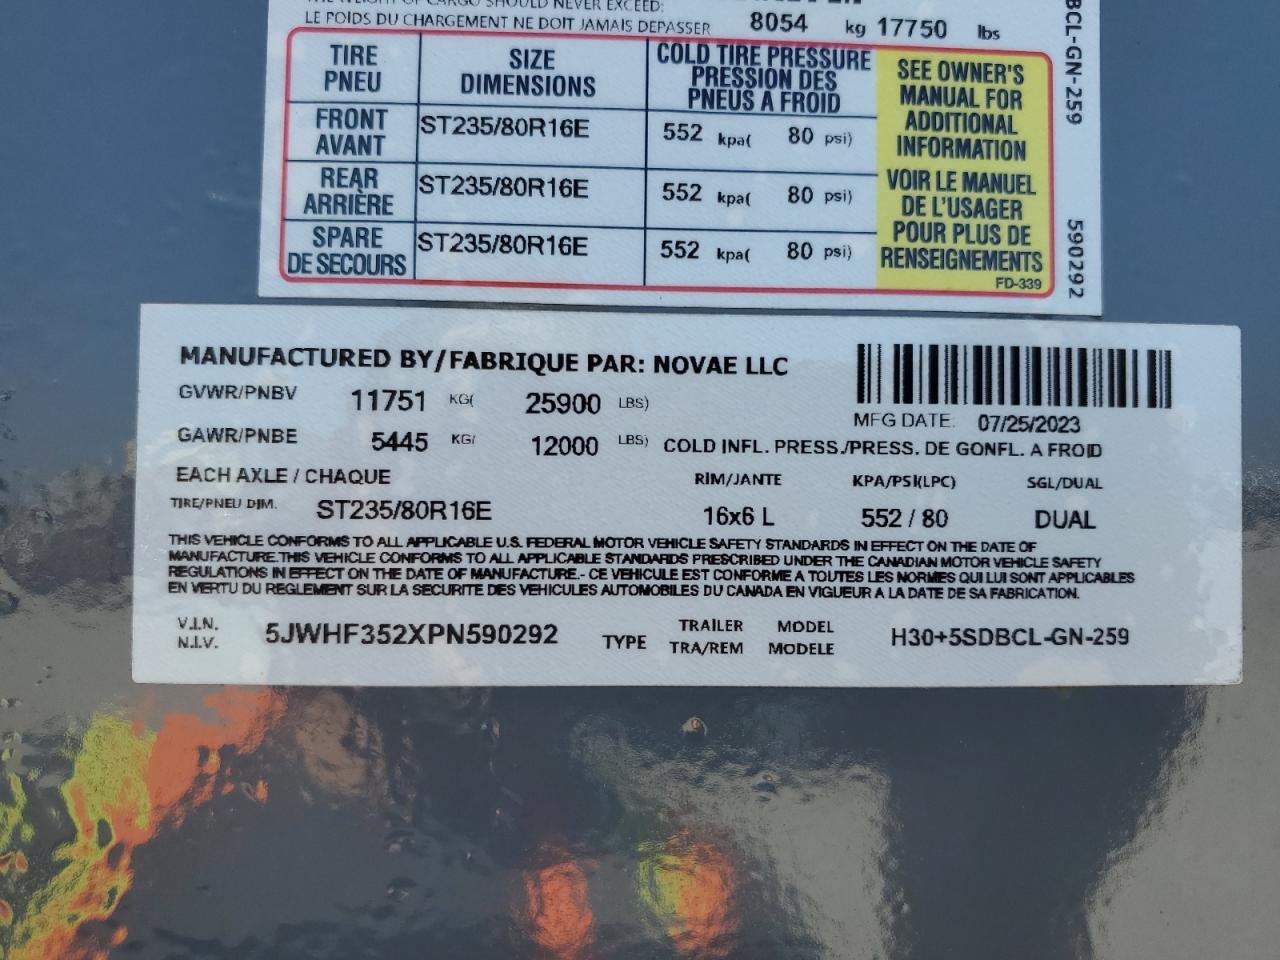 THE WEIGHT OF CARGO SHOULD NEVER EXCEED:
LE POIDS DU CHARGEMENT NE DOIT JAMAIS DEPASSER 8054 kg 17750 lbs
TIRE PNEU SIZE DIMENSIONS COLD TIRE PRESSURE PRESSION DES PNEUS A FROID
FRONT AVANT ST235/80R16E 552 kpa( 80 psi)
REAR ARRIÈRE ST235/80R16E 552 kpa( 80 psi)
SPARE DE SECOURS ST235/80R16E 552 kpa( 80 psi)
SEE OWNER'S
MANUAL FOR
ADDITIONAL
INFORMATION
VOIR LE MANUEL
DE L'USAGER
POUR PLUS DE
RENSEIGNEMENTS
FD-339
BCL-GN-259
590292
MANUFACTURED BY/FABRIQUE PAR: NOVAE LLC
GVWR/PNBV 11751 KG( 25900 LBS)
MFG DATE: 07/25/2023
GAWR/PNBE 5445 KG/ 12000 LBS) COLD INFL. PRESS./PRESS. DE GONFL. A FROID
EACH AXLE / CHAQUE RIM/JANTE KPA/PSI(LPC) SGL/DUAL
TIRE/PNEU DIM. ST235/80R16E 16x6 L 552 / 80 DUAL
THIS VEHICLE CONFORMS TO ALL APPLICABLE U.S. FEDERAL MOTOR VEHICLE SAFETY STANDARDS IN EFFECT ON THE DATE OF
MANUFACTURE.THIS VEHICLE CONFORMS TO ALL APPLICABLE STANDARDS PRESCRIBED UNDER THE CANADIAN MOTOR VEHICLE SAFETY
REGULATIONS IN EFFECT ON THE DATE OF MANUFACTURE.- CE VEHICULE EST CONFORME A TOUTES LES NORMES QUI LUI SONT APPLICABLES
EN VERTU DU REGLEMENT SUR LA SECURITE DES VEHICULES AUTOMOBILES DU CANADA EN VIGUEUR A LA DATE DE SA FABRICATION.
V.I.N. N.I.V. 5JWHF352XPN590292 TYPE TRAILER TRA/REM MODEL MODELE H30+5SDBCL-GN-259